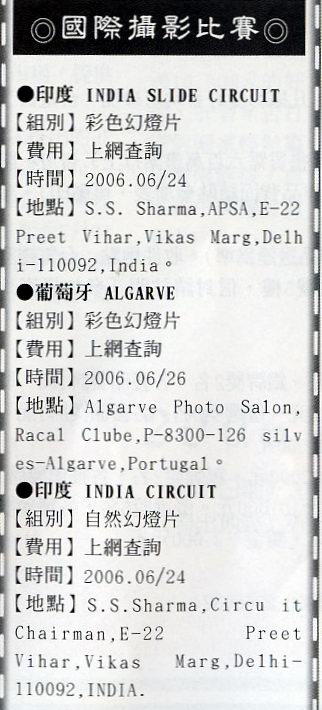 ◎國際攝影比賽◎
●印度 INDIA SLIDE CIRCUIT
【組別】彩色幻燈片
【費用】上網查詢
【時間】2006.06/24
【地點】S.S. Sharma,APSA,E-22
Preet Vihar,Vikas Marg,Delh
i-110092,India。
●葡萄牙 ALGARVE
【組別】彩色幻燈片
【費用】上網查詢
【時間】2006.06/26
【地點】Algarve Photo Salon,
Racal Clube,P-8300-126 silv
es-Algarve,Portugal。
●印度 INDIA CIRCUIT
【組別】自然幻燈片
【費用】上網查詢
【時間】2006.06/24
【地點】S.S.Sharma,Circu it
Chairman,E-22 Preet
Vihar,Vikas Marg,Delhi-
110092,INDIA.